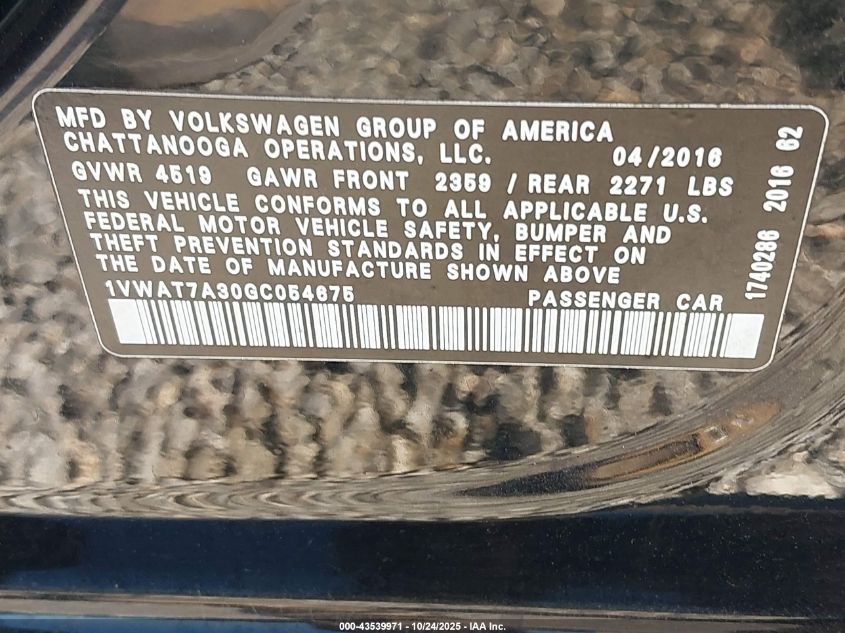 MFD BY VOLKSWAGEN GROUP OF AMERICA
CHATTANOOGA OPERATIONS, LLC. 04/2016
GVWR 4519 GAWR FRONT 2359 / REAR 2271 LBS
THIS VEHICLE CONFORMS TO ALL APPLICABLE U.S.
FEDERAL MOTOR VEHICLE SAFETY, BUMPER AND
THEFT PREVENTION STANDARDS IN EFFECT ON
THE DATE OF MANUFACTURE SHOWN ABOVE
1VWAT7A30GC054675 PASSENGER CAR
1740286 2016 62
000-43539971 - 10/24/2025 - IAA Inc.